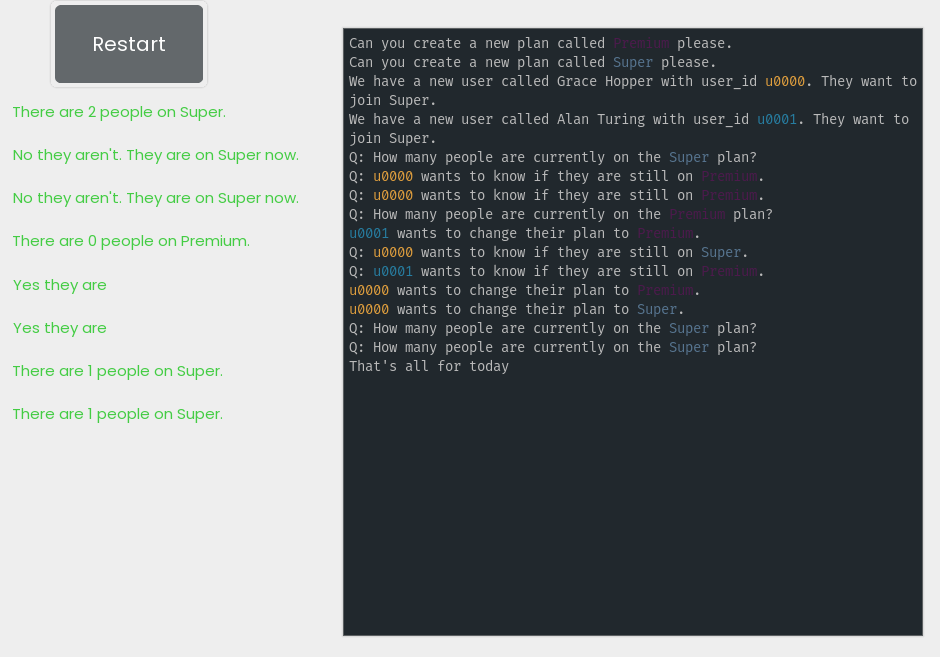 Restart
There are 2 people on Super.
No they aren't. They are on Super now.
No they aren't. They are on Super now.
There are 0 people on Premium.
Yes they are
Yes they are
There are 1 people on Super.
There are 1 people on Super.
Can you create a new plan called Premium please.
Can you create a new plan called Super please.
We have a new user called Grace Hopper with user_id u0000. They want to
join Super.
We have a new user called Alan Turing with user_id u0001. They want to
join Super.
Q: How many people are currently on the Super plan?
Q: u0000 wants to know if they are still on Premium.
Q: u0000 wants to know if they are still on Premium.
Q: How many people are currently on the Premium plan?
u0001 wants to change their plan to Premium.
Q: u0000 wants to know if they are still on Super.
Q: u0001 wants to know if they are still on Premium.
u0000 wants to change their plan to Premium.
u0000 wants to change their plan to Super.
Q: How many people are currently on the Super plan?
Q: How many people are currently on the Super plan?
That's all for today